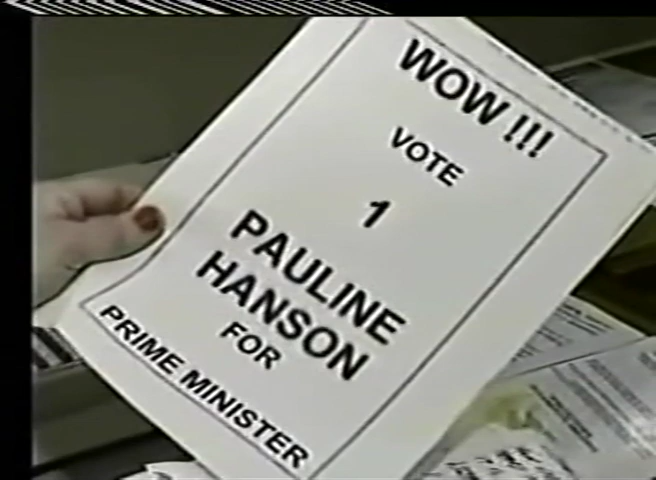 WOW !!!
VOTE
1
PAULINE
HANSON
FOR
PRIME MINISTER